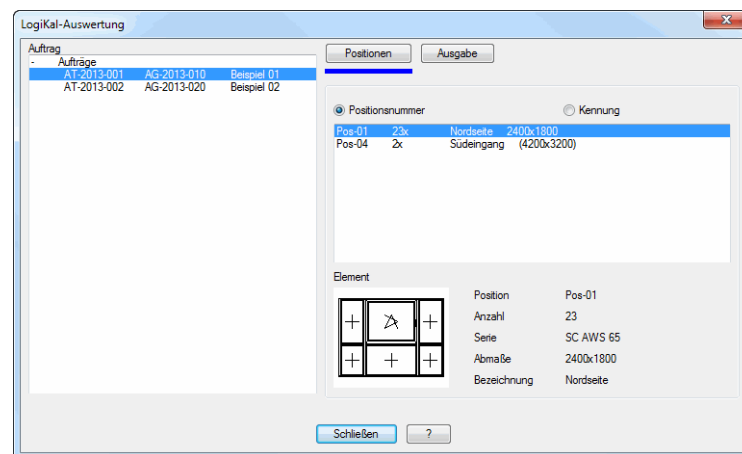 LogiKal-Auswertung
Auftrag
- Aufträge
AT-2013-001 AG-2013-010 Beispiel 01
AT-2013-002 AG-2013-020 Beispiel 02
Positionen Ausgabe
Positionsnummer Kennung
Pos-01 23x Nordseite 2400x1800
Pos-04 2x Südeingang (4200x3200)
Element
Position Pos-01
Anzahl 23
Serie SC AWS 65
Abmaße 2400x1800
Bezeichnung Nordseite
Schließen ?